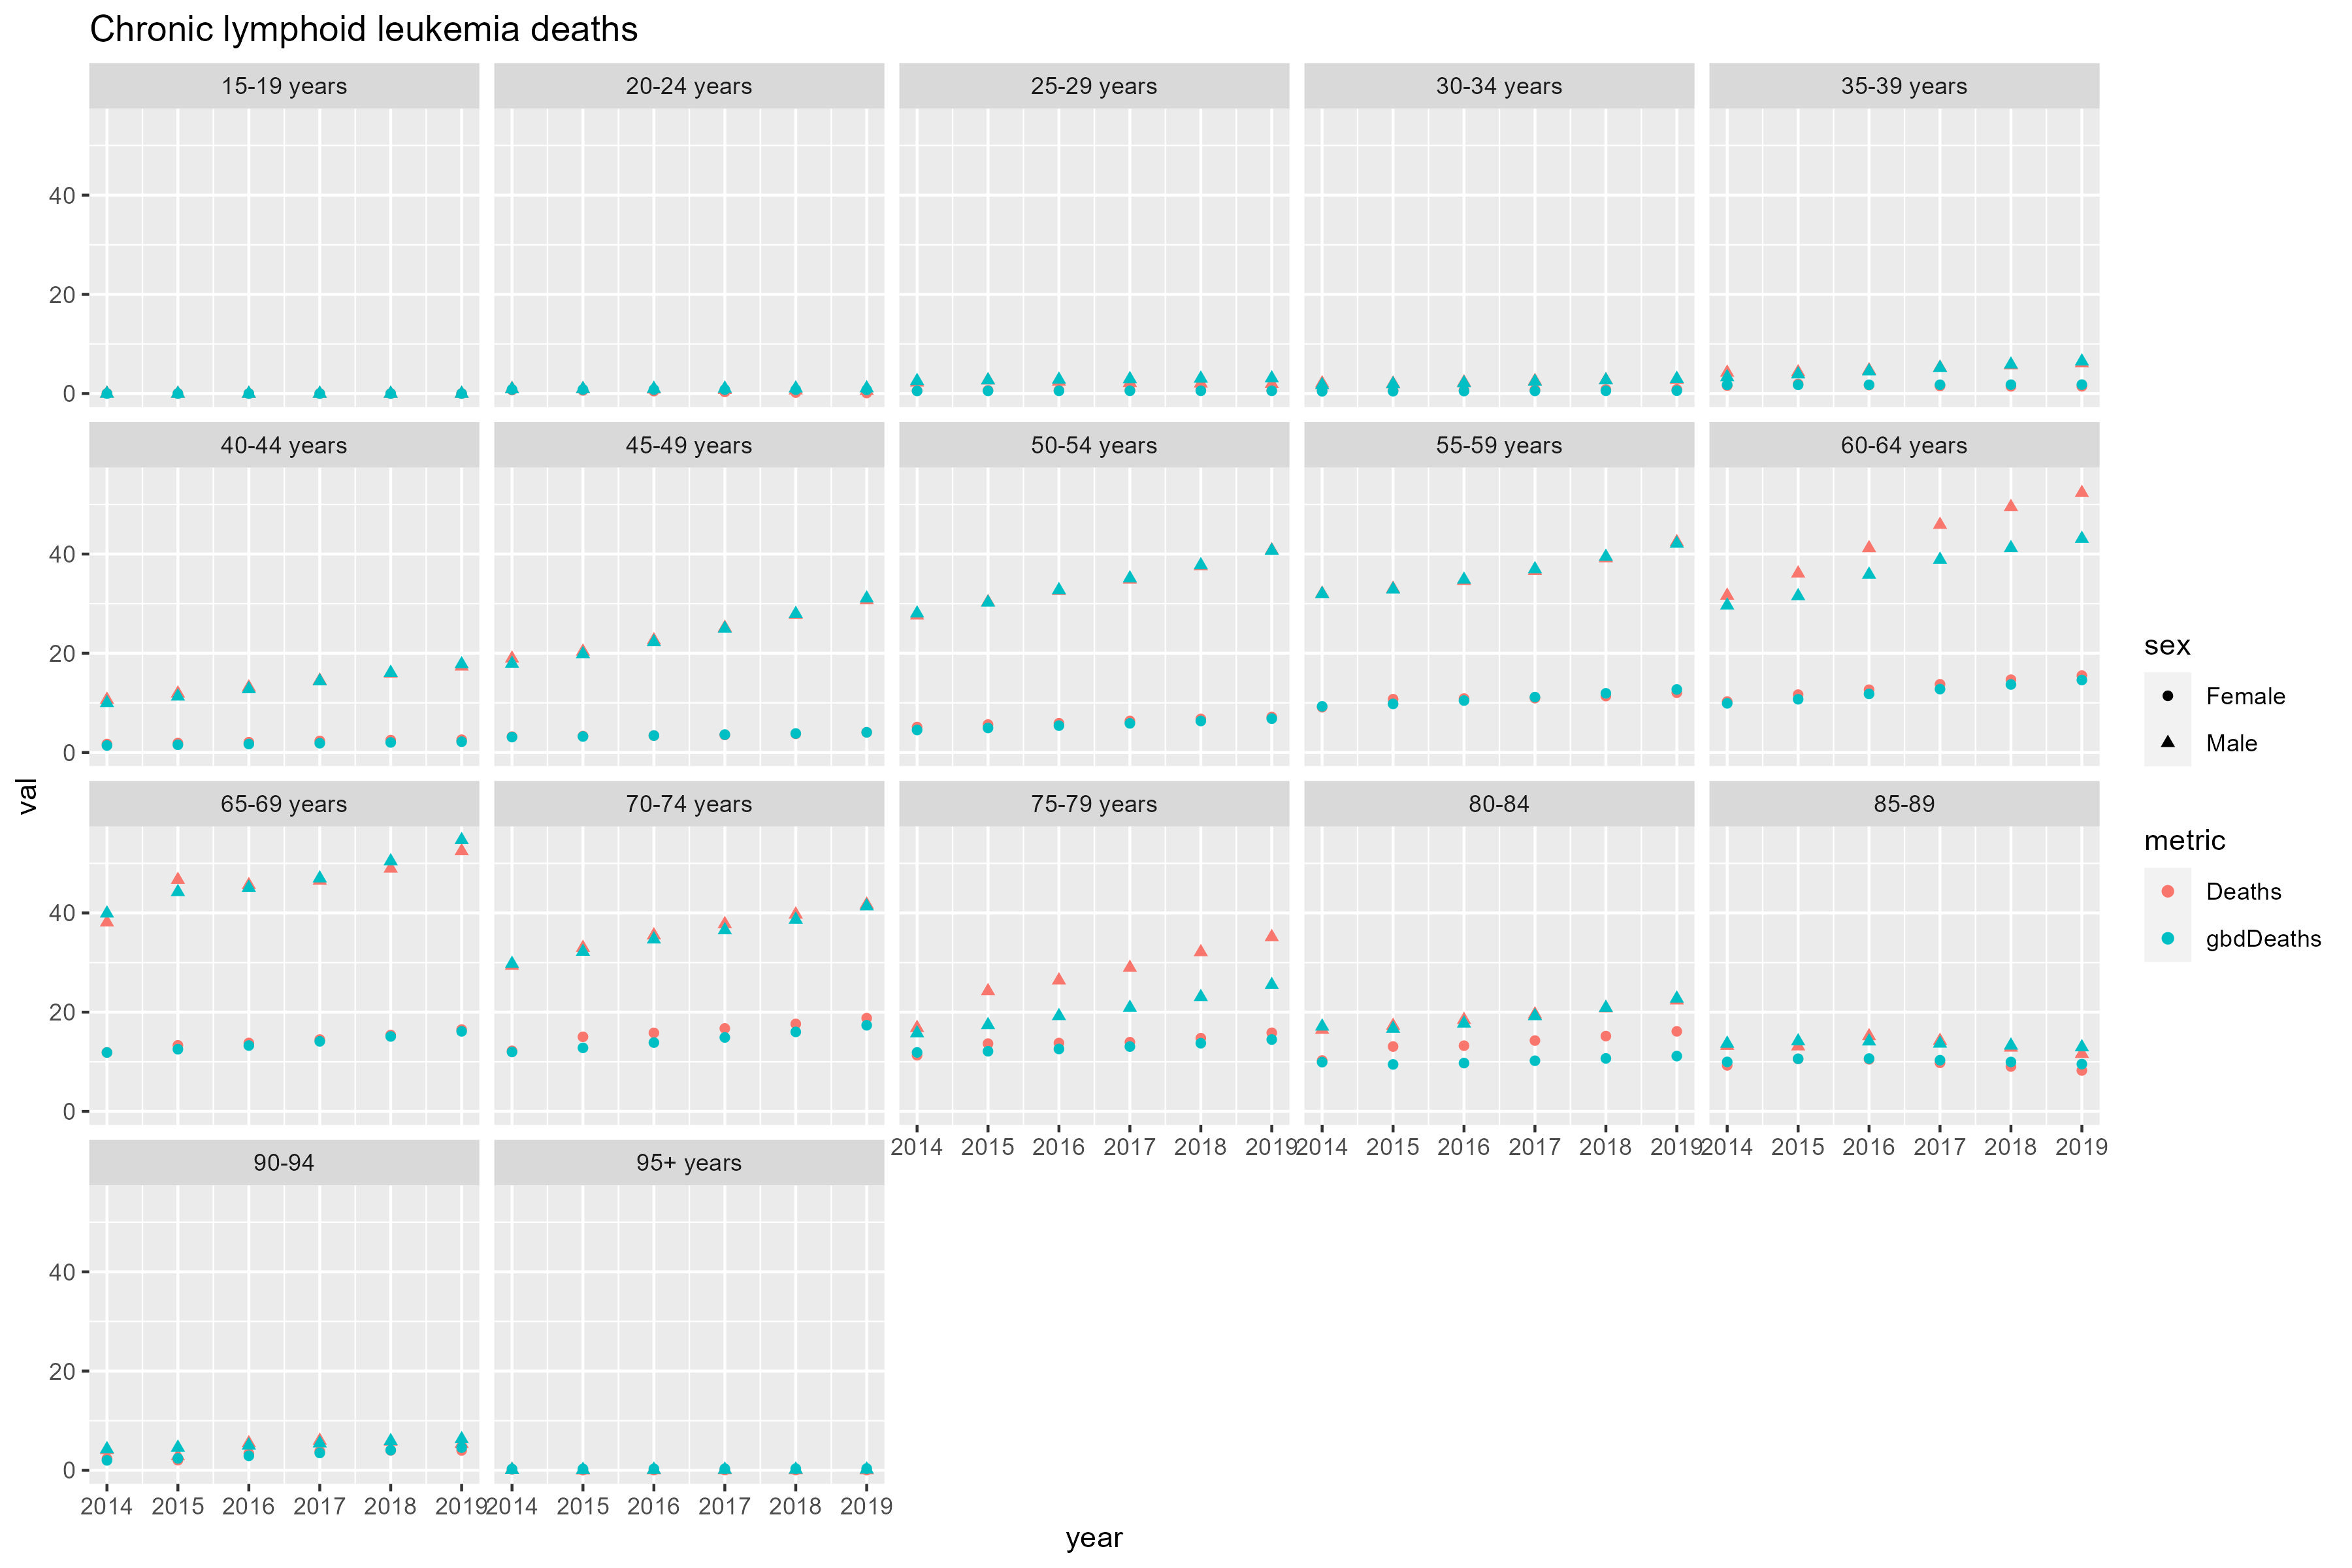 Chronic lymphoid leukemia deaths
15-19 years 20-24 years 25-29 years 30-34 years 35-39 years
40
20
0
40-44 years 45-49 years 50-54 years 55-59 years 60-64 years
40
20
0
65-69 years 70-74 years 75-79 years 80-84 85-89
40
20
0
2014 2015 2016 2017 2018 2019 2014 2015 2016 2017 2018 2019 2014 2015 2016 2017 2018 2019
90-94 95+ years
40
20
0
2014 2015 2016 2017 2018 2019 2014 2015 2016 2017 2018 2019
year
val
sex
Female
Male
metric
Deaths
gbdDeaths